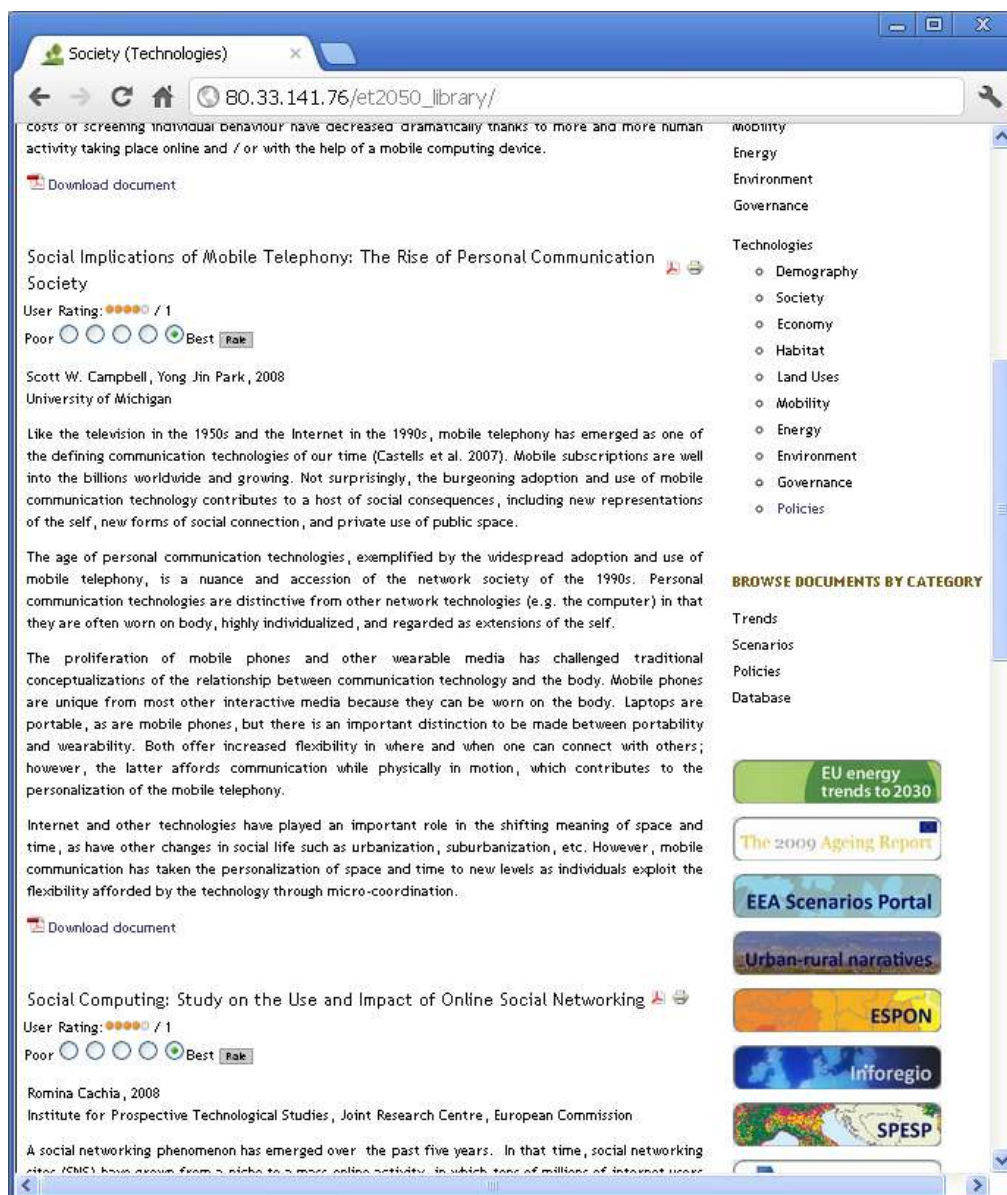 Society (Technologies)
80.33.141.76/et2050_library/
costs of screening individual behaviour have decreased dramatically thanks to more and more human
activity taking place online and / or with the help of a mobile computing device.
Download document
Social Implications of Mobile Telephony: The Rise of Personal Communication
Society
User Rating: / 1
Poor Best Rate
Scott W. Campbell, Yong Jin Park, 2008
University of Michigan
Like the television in the 1950s and the Internet in the 1990s, mobile telephony has emerged as one of
the defining communication technologies of our time (Castells et al. 2007). Mobile subscriptions are well
into the billions worldwide and growing. Not surprisingly, the burgeoning adoption and use of mobile
communication technology contributes to a host of social consequences, including new representations
of the self, new forms of social connection, and private use of public space.
The age of personal communication technologies, exemplified by the widespread adoption and use of
mobile telephony, is a nuance and accession of the network society of the 1990s. Personal
communication technologies are distinctive from other network technologies (e.g. the computer) in that
they are often worn on body, highly individualized, and regarded as extensions of the self.
The proliferation of mobile phones and other wearable media has challenged traditional
conceptualizations of the relationship between communication technology and the body. Mobile phones
are unique from most other interactive media because they can be worn on the body. Laptops are
portable, as are mobile phones, but there is an important distinction to be made between portability
and wearability. Both offer increased flexibility in where and when one can connect with others;
however, the latter affords communication while physically in motion, which contributes to the
personalization of the mobile telephony.
Internet and other technologies have played an important role in the shifting meaning of space and
time, as have other changes in social life such as urbanization, suburbanization, etc. However, mobile
communication has taken the personalization of space and time to new levels as individuals exploit the
flexibility afforded by the technology through micro-coordination.
Download document
Social Computing: Study on the Use and Impact of Online Social Networking
User Rating: / 1
Poor Best Rate
Romina Cachia, 2008
Institute for Prospective Technological Studies, Joint Research Centre, European Commission
A social networking phenomenon has emerged over the past five years. In that time, social networking
sites (SNS) have grown from a niche to a mass online activity, in which tens of millions of internet users
Mobility
Energy
Environment
Governance
Technologies
Demography
Society
Economy
Habitat
Land Uses
Mobility
Energy
Environment
Governance
Policies
BROWSE DOCUMENTS BY CATEGORY
Trends
Scenarios
Policies
Database
EU energy
trends to 2030
The 2009 Ageing Report
EEA Scenarios Portal
Urban-rural narratives
ESPON
Inforegio
SPESP